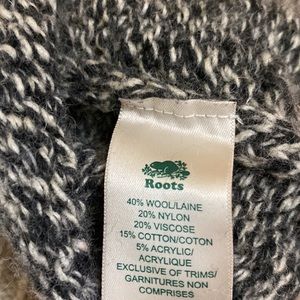 Roots
40% WOOL/LAINE
20% NYLON
20% VISCOSE
15% COTTON/COTON
5% ACRYLIC/
ACRYLIQUE
EXCLUSIVE OF TRIMS/
GARNITURES NON
COMPRISES